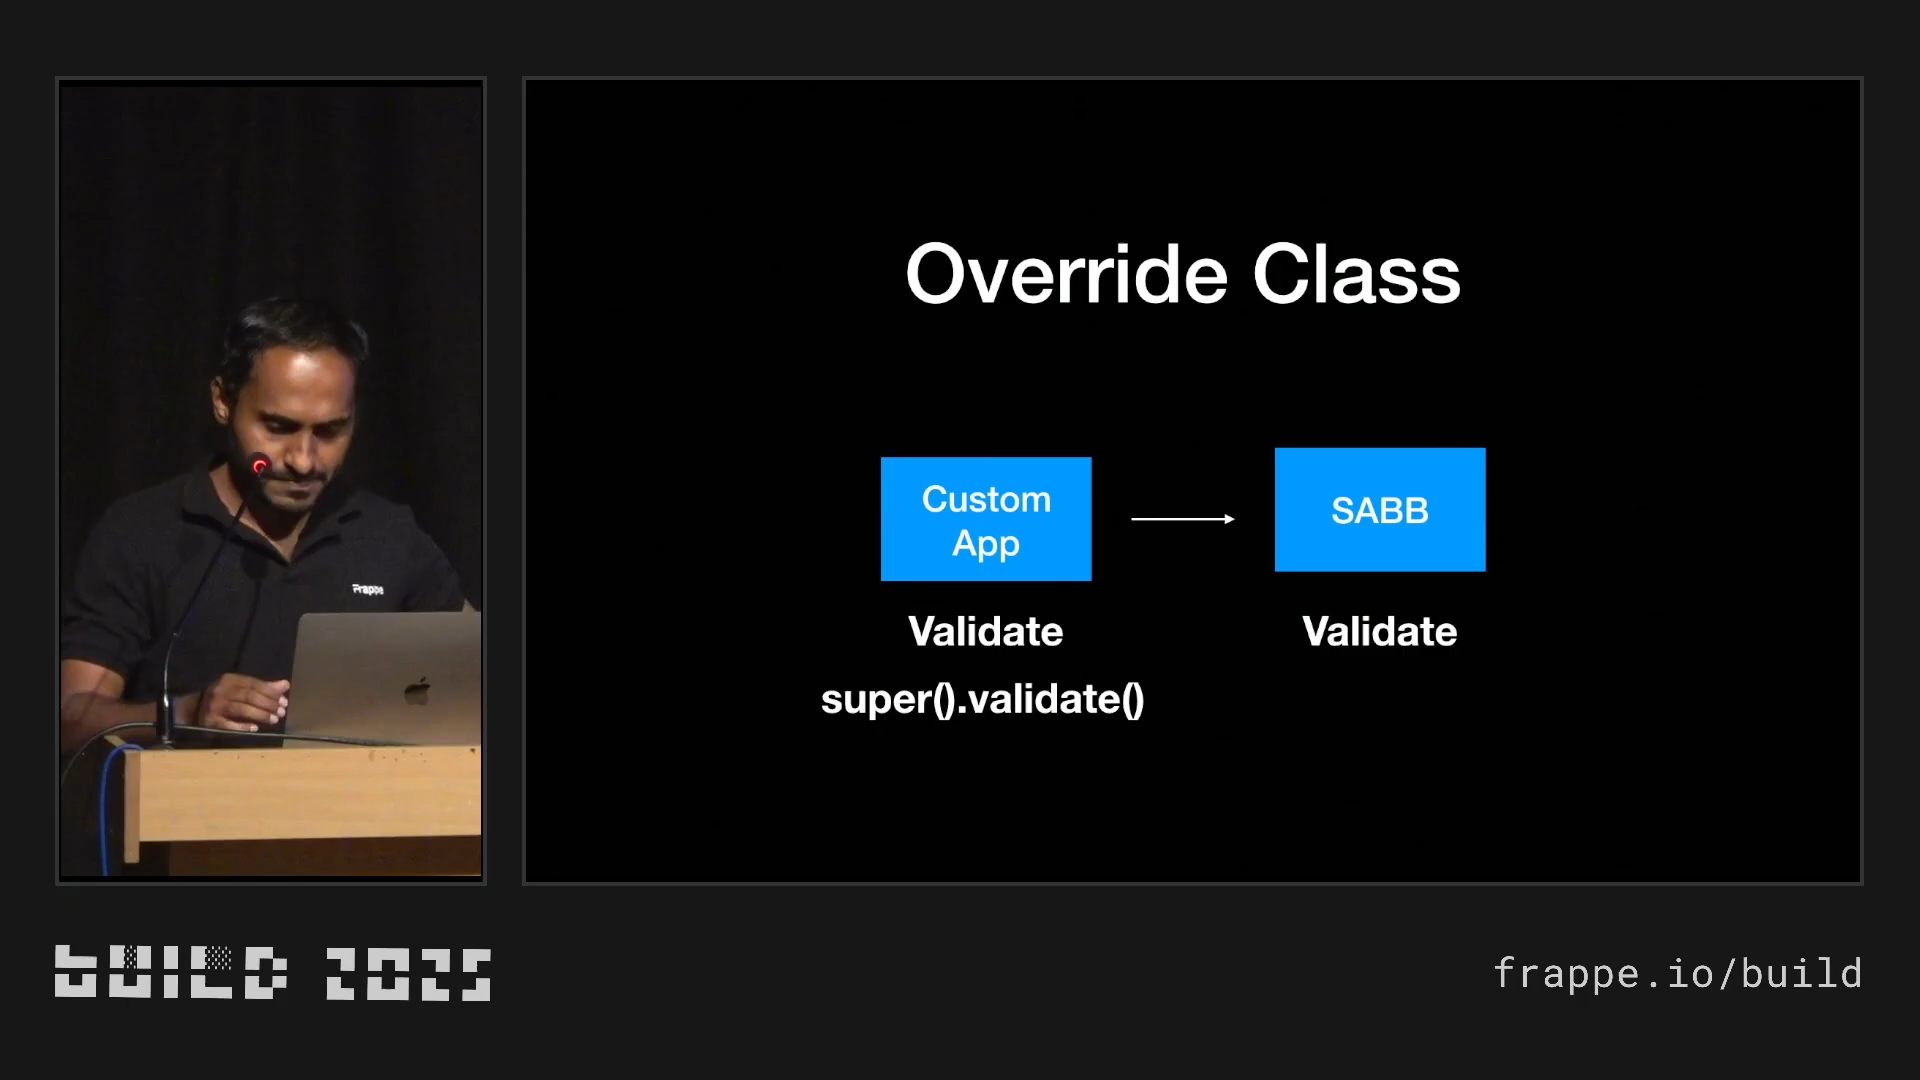 Override Class
Custom
App
SABB
Validate
Validate
super().validate()
Frappe
BUILD 2025
frappe.io/build